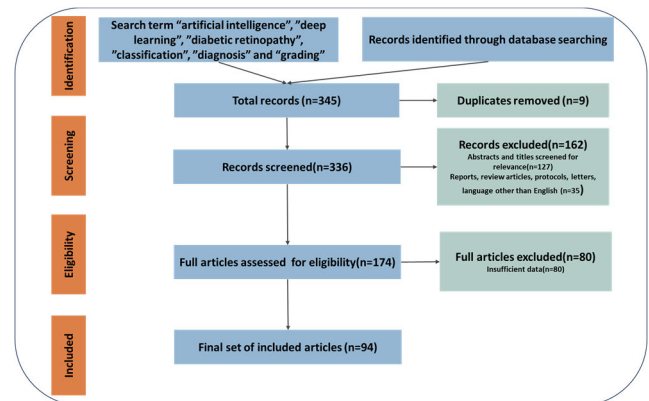 Identification
Search term “artificial intelligence”, ”deep
learning”, ”diabetic retinopathy”,
”classification”, ”diagnosis” and “grading”
Records identified through database searching
Total records (n=345)
Duplicates removed (n=9)
Screening
Records screened(n=336)
Records excluded(n=162)
Abstracts and titles screened for
relevance(n=127)
Reports, review articles, protocols, letters,
language other than English (n=35)
Eligibility
Full articles assessed for eligibility(n=174)
Full articles excluded(n=80)
Insufficient data(n=80)
Included
Final set of included articles (n=94)